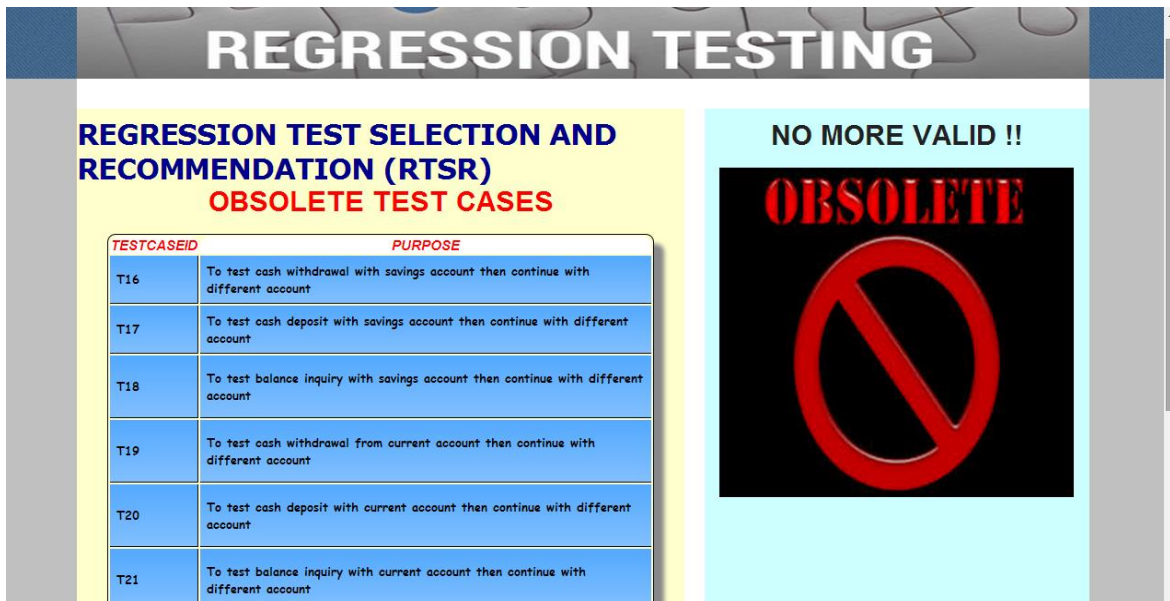 REGRESSION TESTING
REGRESSION TEST SELECTION AND
RECOMMENDATION (RTSR)
OBSOLETE TEST CASES
TESTCASEID PURPOSE
T16 To test cash withdrawal with savings account then continue with
different account
T17 To test cash deposit with savings account then continue with different
account
T18 To test balance inquiry with savings account then continue with different
account
T19 To test cash withdrawal from current account then continue with
different account
T20 To test cash deposit with current account then continue with different
account
T21 To test balance inquiry with current account then continue with
different account
NO MORE VALID !!
OBSOLETE